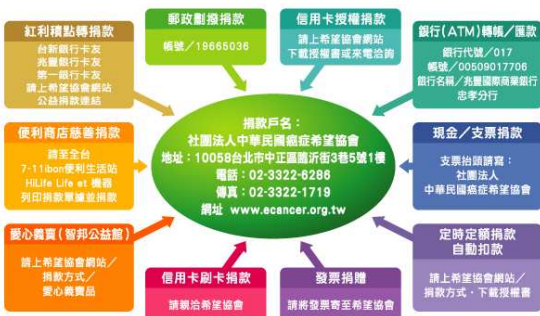 紅利積點轉捐款
台新銀行卡友
兆豐銀行卡友
第一銀行卡友
請上希望協會網站
公益捐款連結
郵政劃撥捐款
帳號／19665036
信用卡授權捐款
請上希望協會網站
下載授權書或來電洽詢
銀行(ATM)轉帳／匯款
銀行代號／017
帳號／00509017706
銀行名稱／兆豐國際商業銀行
忠孝分行
便利商店慈善捐款
請至全台
7-11ibon便利生活站
HiLife Life et 機器
列印捐款單據並捐款
捐款戶名：
社團法人中華民國癌症希望協會
地址：10058台北市中正區臨沂街3巷5號1樓
電話：02-3322-6286
傳真：02-3322-1719
網址 www.ecancer.org.tw
現金／支票捐款
支票抬頭請寫：
社團法人
中華民國癌症希望協會
愛心義賣（智邦公益館）
請上希望協會網站／
捐款方式／
愛心義賣品
信用卡刷卡捐款
請親洽希望協會
發票捐贈
請將發票寄至希望協會
定時定額捐款
自動扣款
請上希望協會網站／
捐款方式．下載授權書